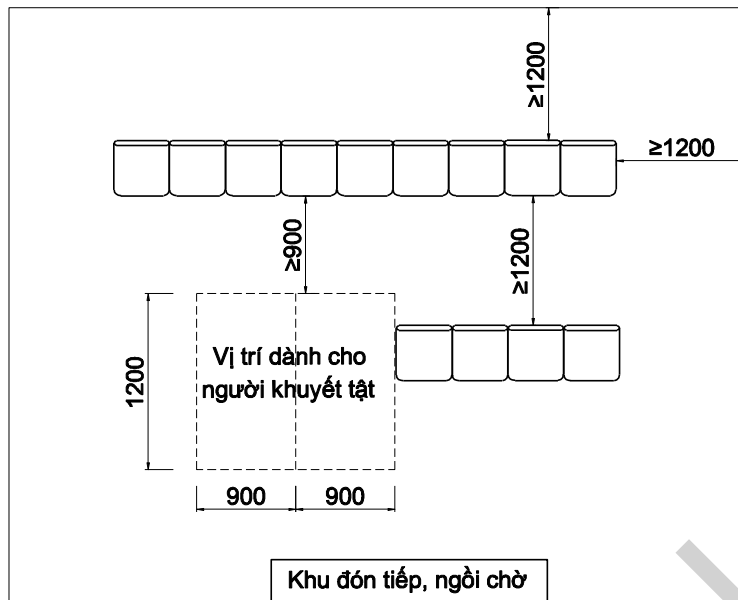 ≥1200
≥1200
≥900
≥1200
Vị trí dành cho
người khuyết tật
1200
900
900
Khu đón tiếp, ngồi chờ